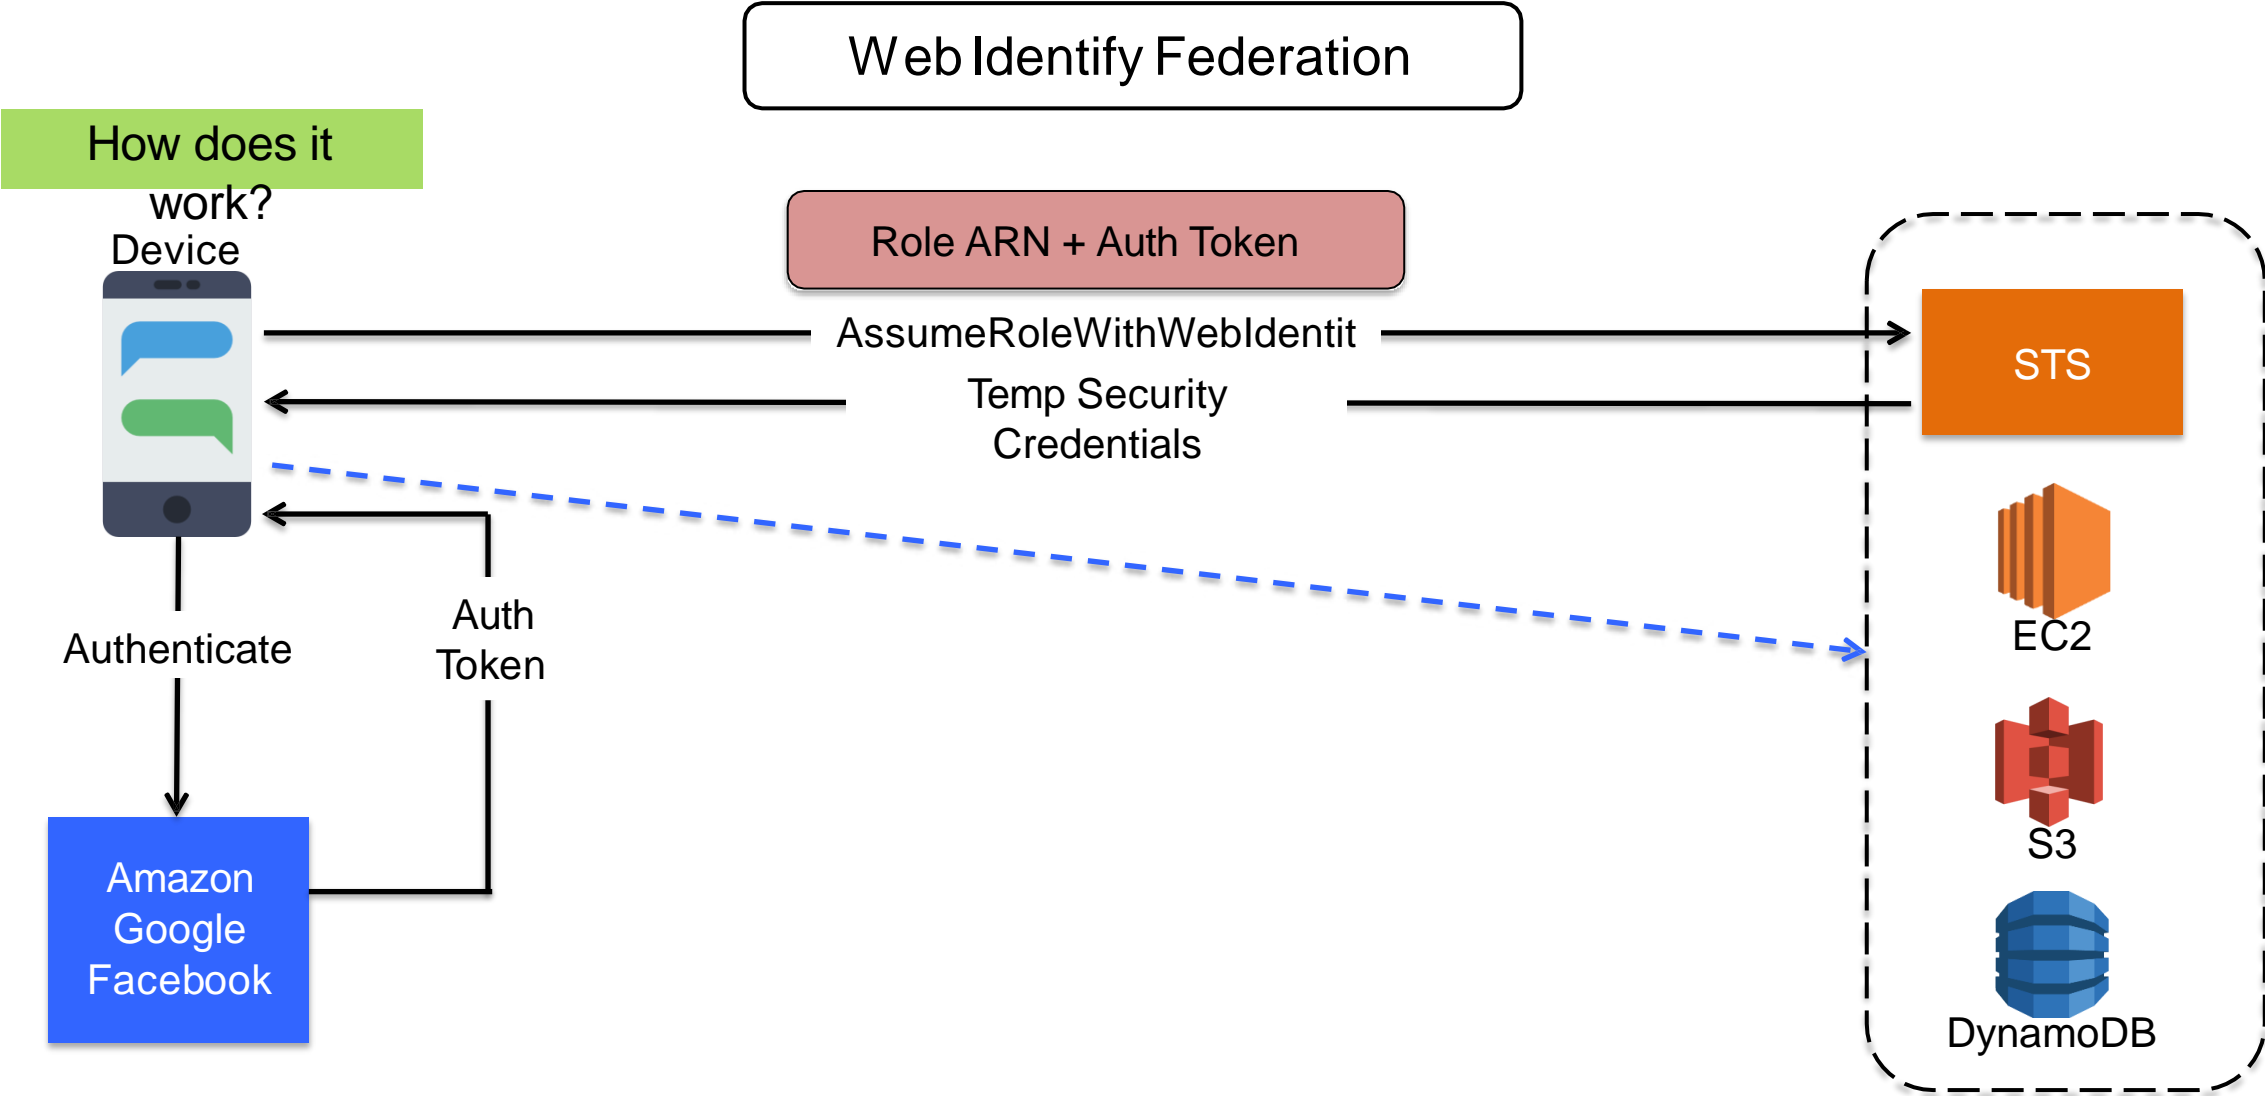 Web Identify Federation
How does it
work?
Device
Role ARN + Auth Token
AssumeRoleWithWebIdentit
STS
Temp Security
Credentials
EC2
Auth
Token
Authenticate
S3
Amazon
Google
Facebook
DynamoDB